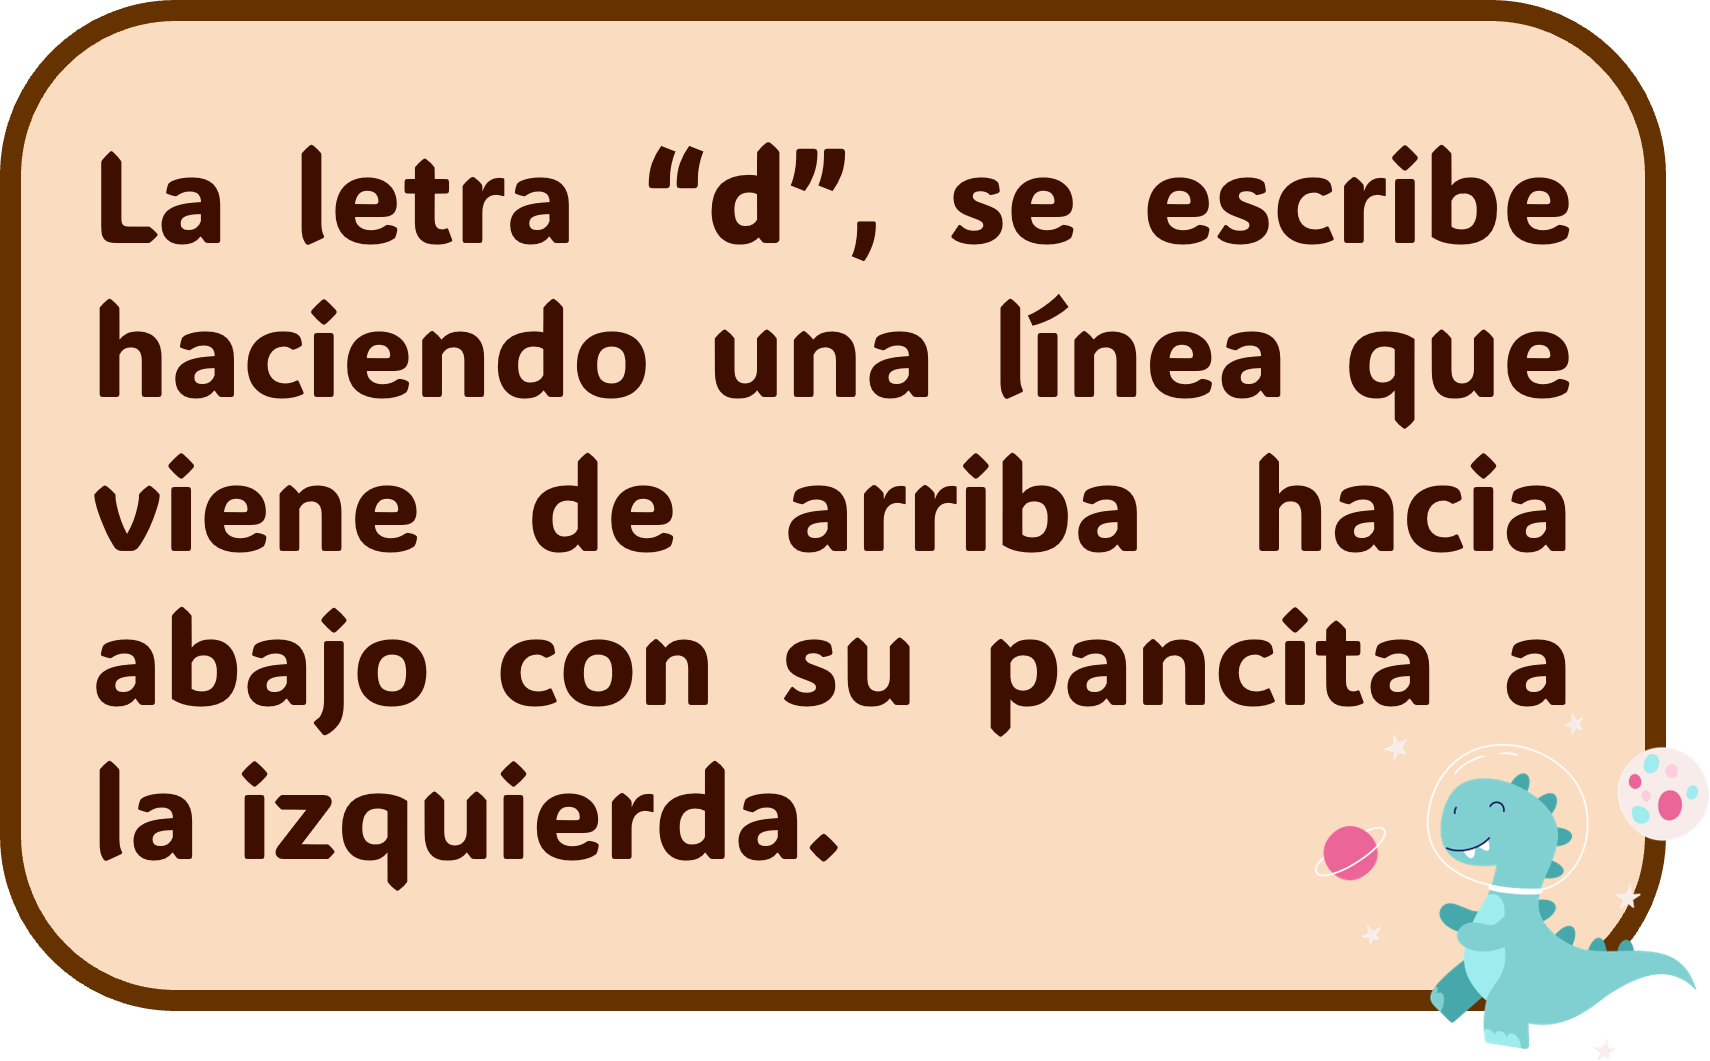 La letra “d”, se escribe
haciendo una línea que
viene de arriba hacia
abajo con su pancita a
la izquierda.